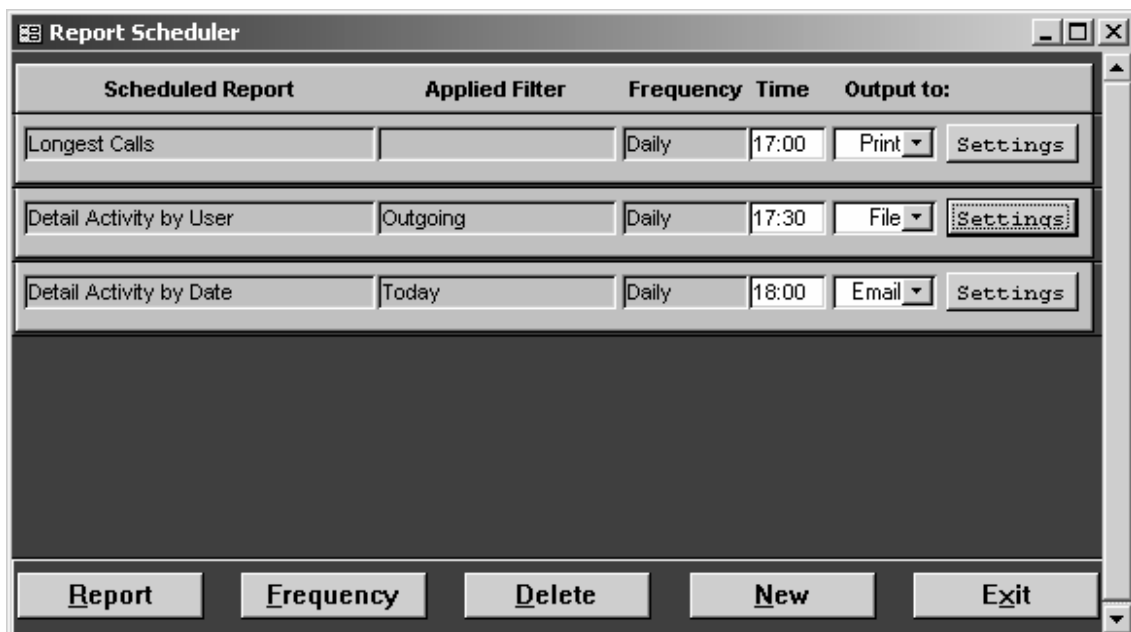 Report Scheduler
Scheduled Report Applied Filter Frequency Time Output to:
Longest Calls Daily 17:00 Print Settings
Detail Activity by User Outgoing Daily 17:30 File Settings
Detail Activity by Date Today Daily 18:00 Email Settings
Report Frequency Delete New Exit